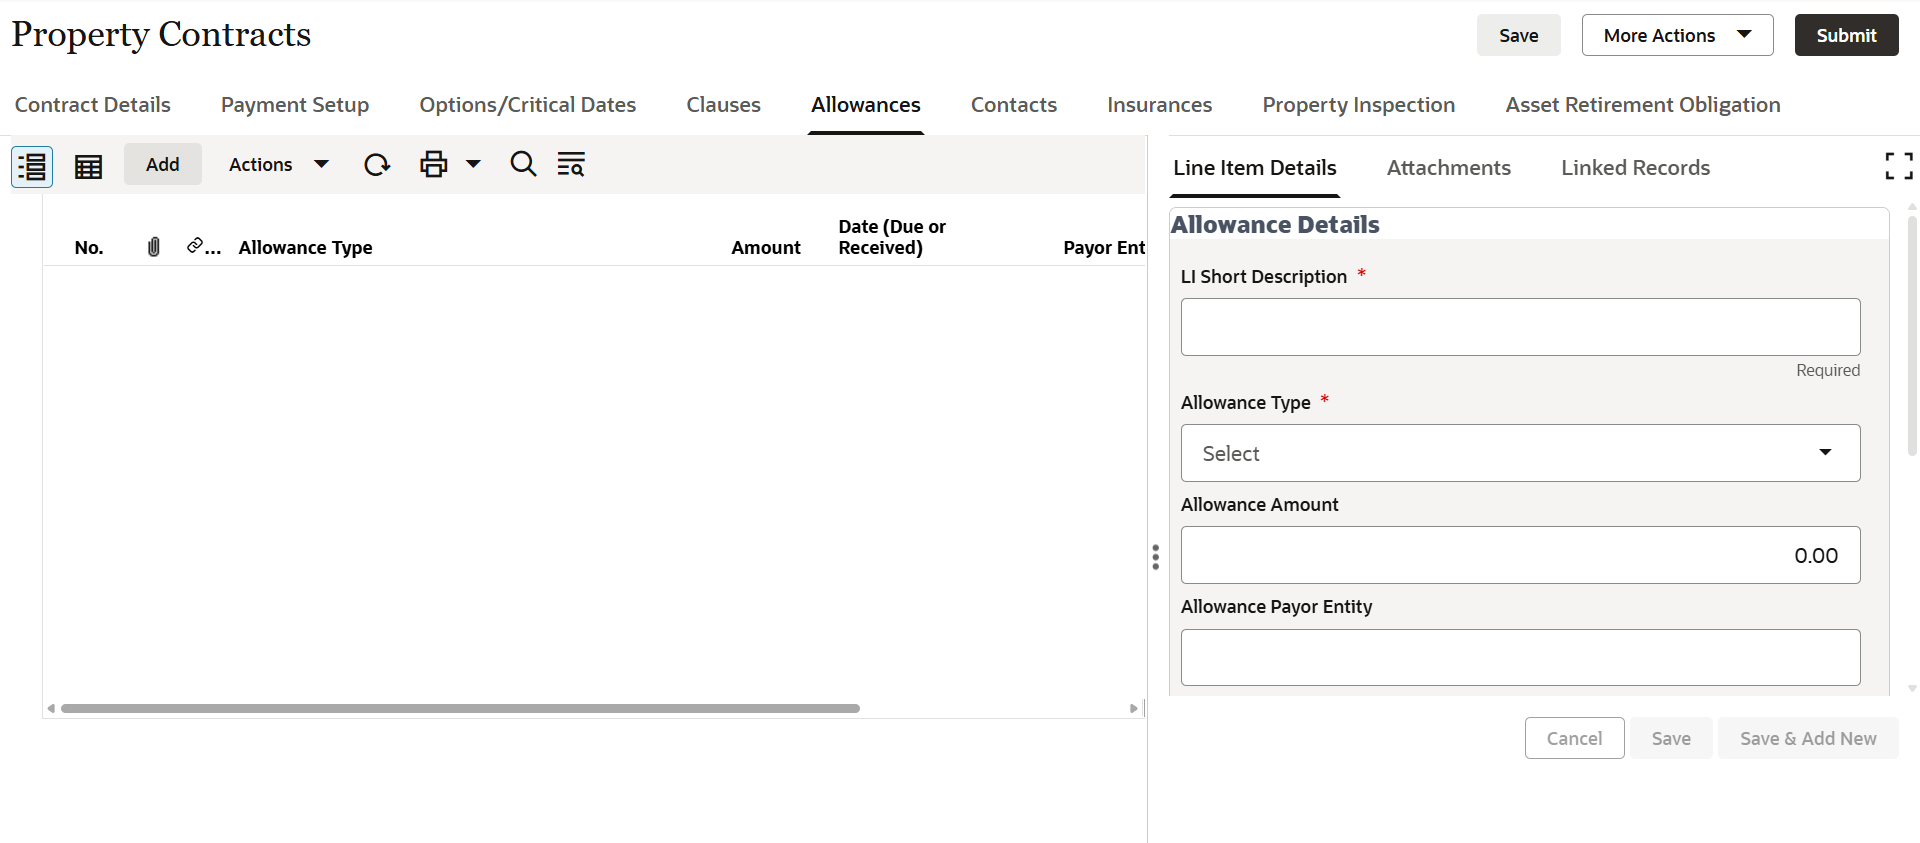 Property Contracts
Save
More Actions
Submit
Contract Details
Payment Setup
Options/Critical Dates
Clauses
Allowances
Contacts
Insurances
Property Inspection
Asset Retirement Obligation
Add
Actions
Line Item Details
Attachments
Linked Records
No.
...
Allowance Type
Amount
Date (Due or
Received)
Payor Ent
Allowance Details
LI Short Description *
Required
Allowance Type *
Select
Allowance Amount
0.00
Allowance Payor Entity
Cancel
Save
Save & Add New